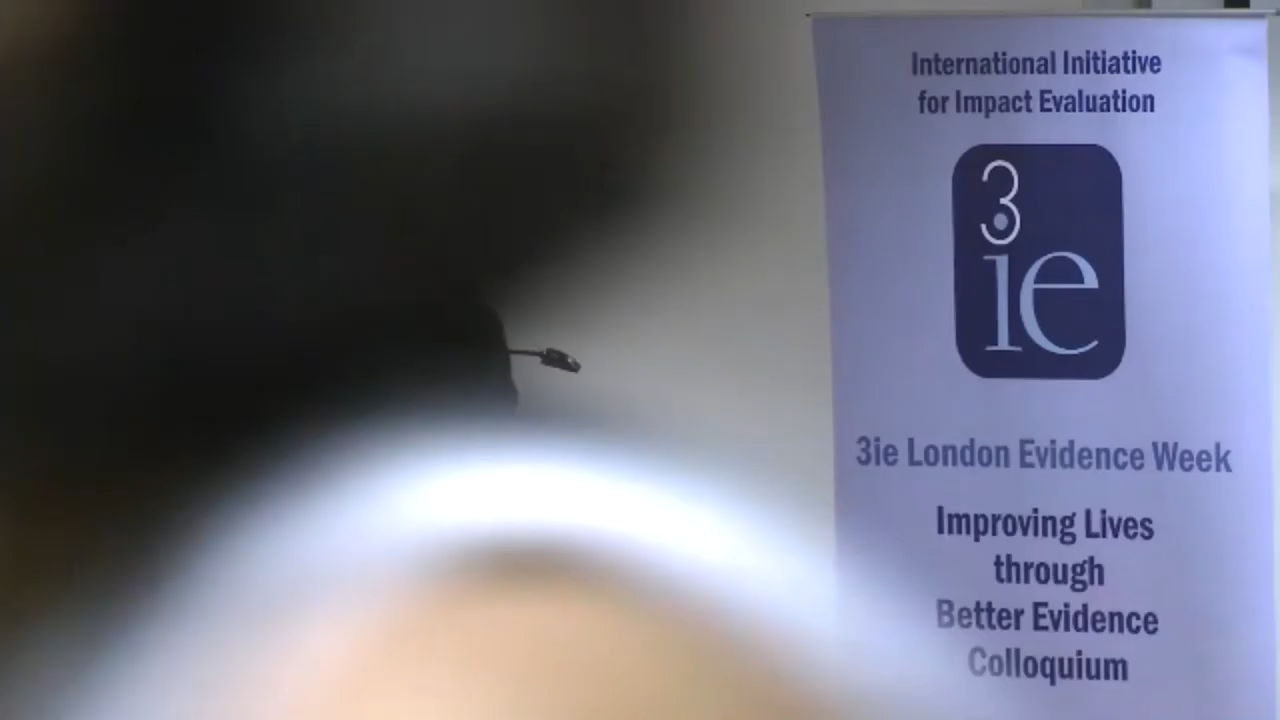 International Initiative
for Impact Evaluation
3
ie
3ie London Evidence Week
Improving Lives
through
Better Evidence
Colloquium